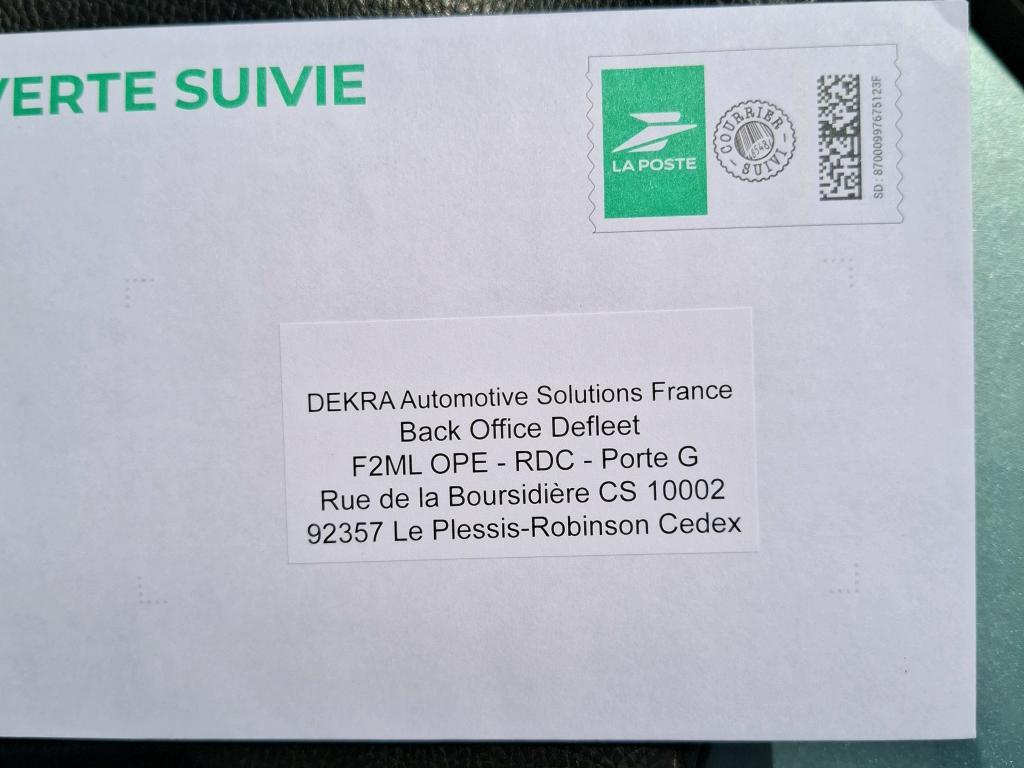 VERTE SUIVIE
LA POSTE
COURRIER
SUIVI
SD : 87000997675123F
DEKRA Automotive Solutions France
Back Office Defleet
F2ML OPE - RDC - Porte G
Rue de la Boursidière CS 10002
92357 Le Plessis-Robinson Cedex